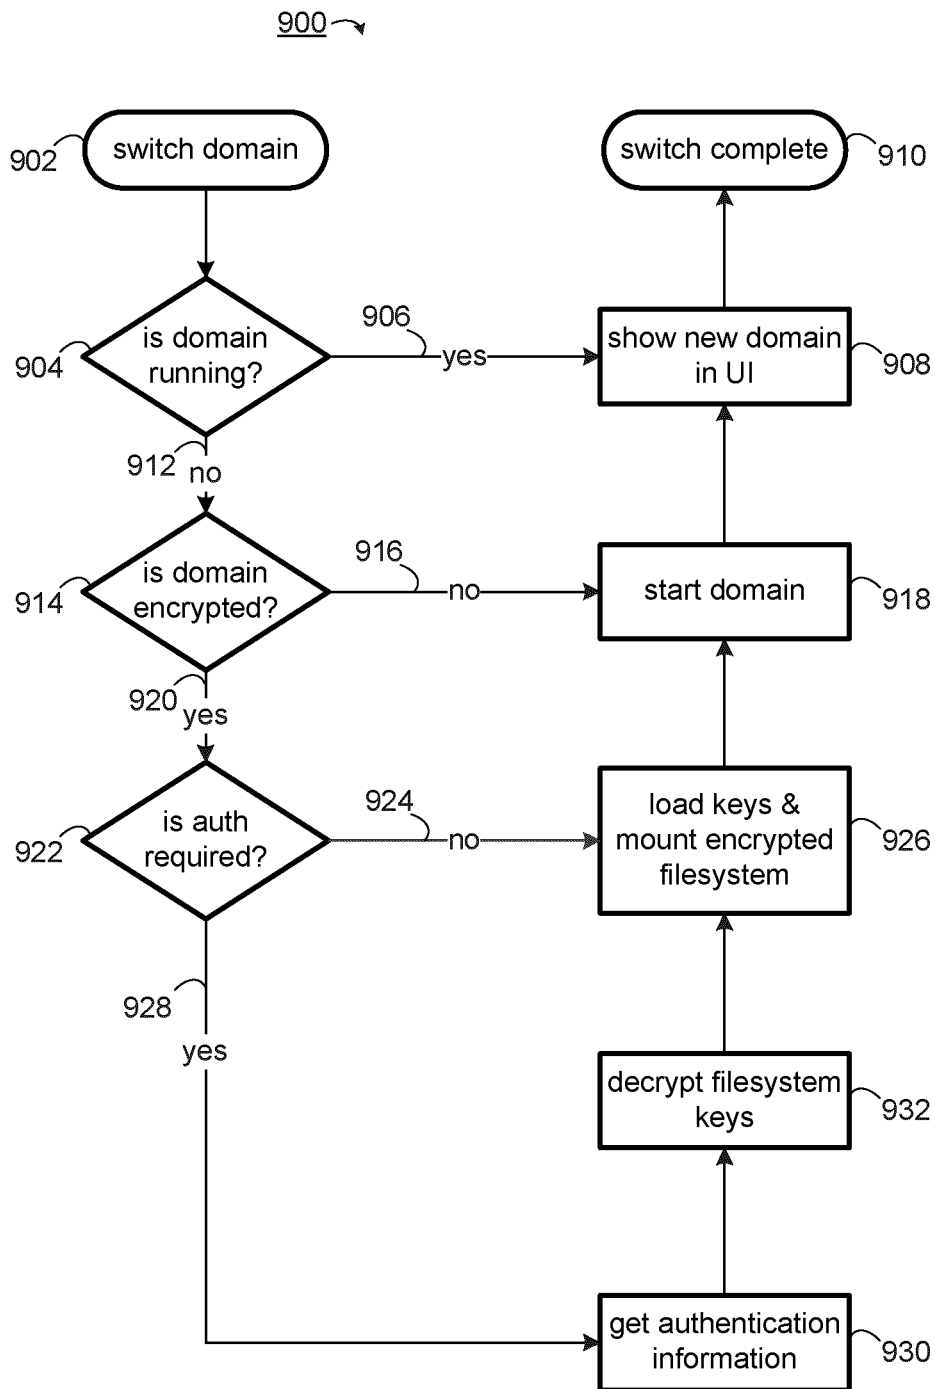 900
902
switch domain
switch complete
910
904
is domain
running?
906
yes
show new domain
in UI
908
912
no
914
is domain
encrypted?
916
no
start domain
918
920
yes
922
is auth
required?
924
no
load keys &
mount encrypted
filesystem
926
928
yes
decrypt filesystem
keys
932
get authentication
information
930